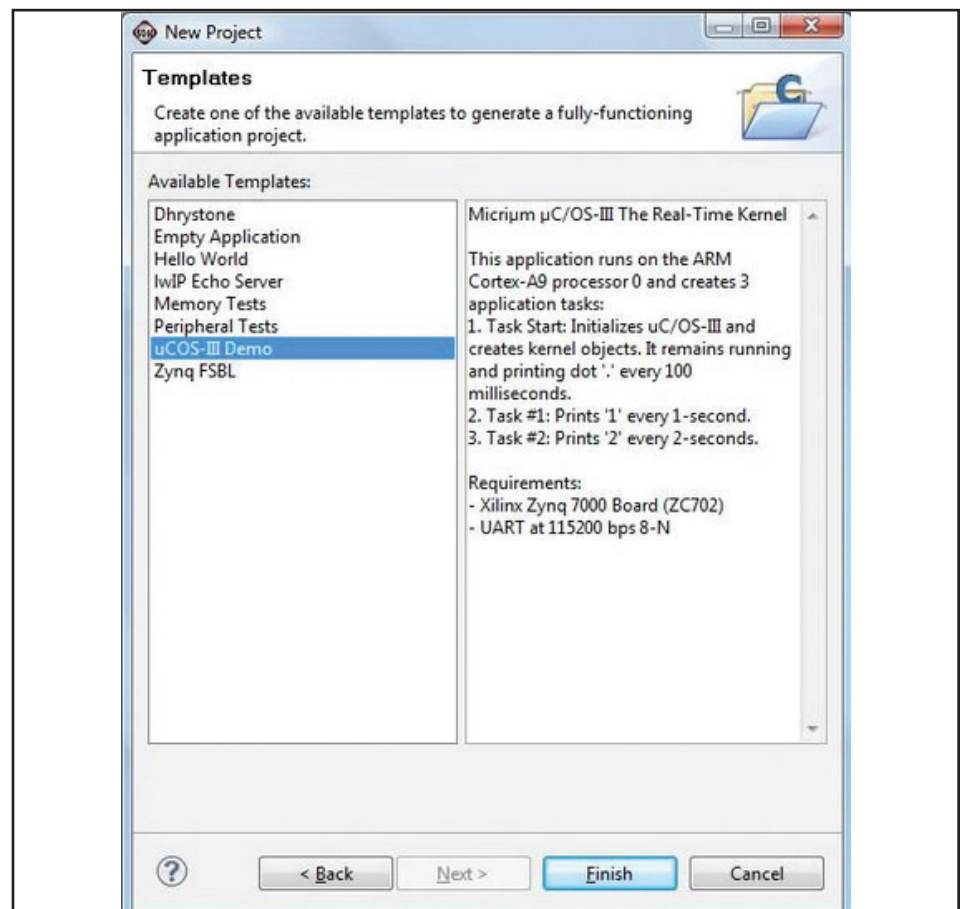 New Project
Templates
Create one of the available templates to generate a fully-functioning
application project.
Available Templates:
Dhrystone
Empty Application
Hello World
lwIP Echo Server
Memory Tests
Peripheral Tests
uCOS-III Demo
Zynq FSBL
Micriµm µC/OS-III The Real-Time Kernel
This application runs on the ARM
Cortex-A9 processor 0 and creates 3
application tasks:
1. Task Start: Initializes uC/OS-III and
creates kernel objects. It remains running
and printing dot '.' every 100
milliseconds.
2. Task #1: Prints '1' every 1-second.
3. Task #2: Prints '2' every 2-seconds.
Requirements:
- Xilinx Zynq 7000 Board (ZC702)
- UART at 115200 bps 8-N
< Back
Next >
Finish
Cancel